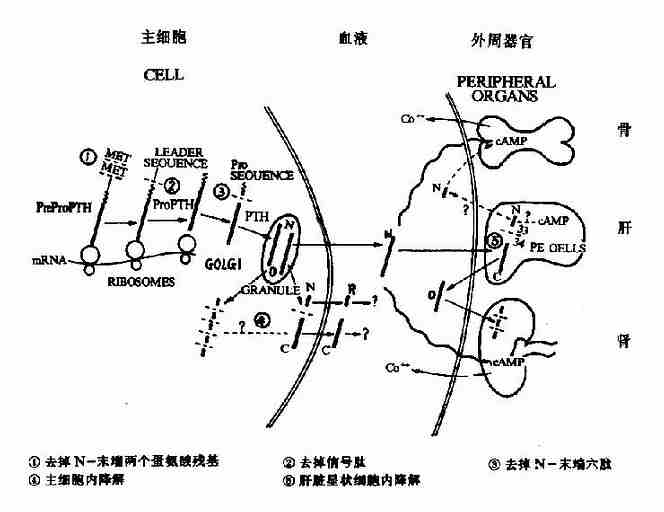 主细胞 血液 外周器官
CELL PERIPHERAL
ORGANS
Co⁺⁺
骨
cAMP
① MET
MET
LEADER
SEQUENCE
②
Pro
SEQUENCE
③
PreProPTH
ProPTH
PTH
N
?
N
?
cAMP
33
34
肝
⑤
PE CELLS
C
N
N
mRNA
RIBOSOMES
GOLGI
GRANULE
N
?
?
④
C
C
?
肾
cAMP
Co⁺⁺
① 去掉N-末端两个蛋氨酸残基 ② 去掉信号肽 ③ 去掉N-末端六肽
④ 主细胞内降解 ⑤ 肝脏星状细胞内降解